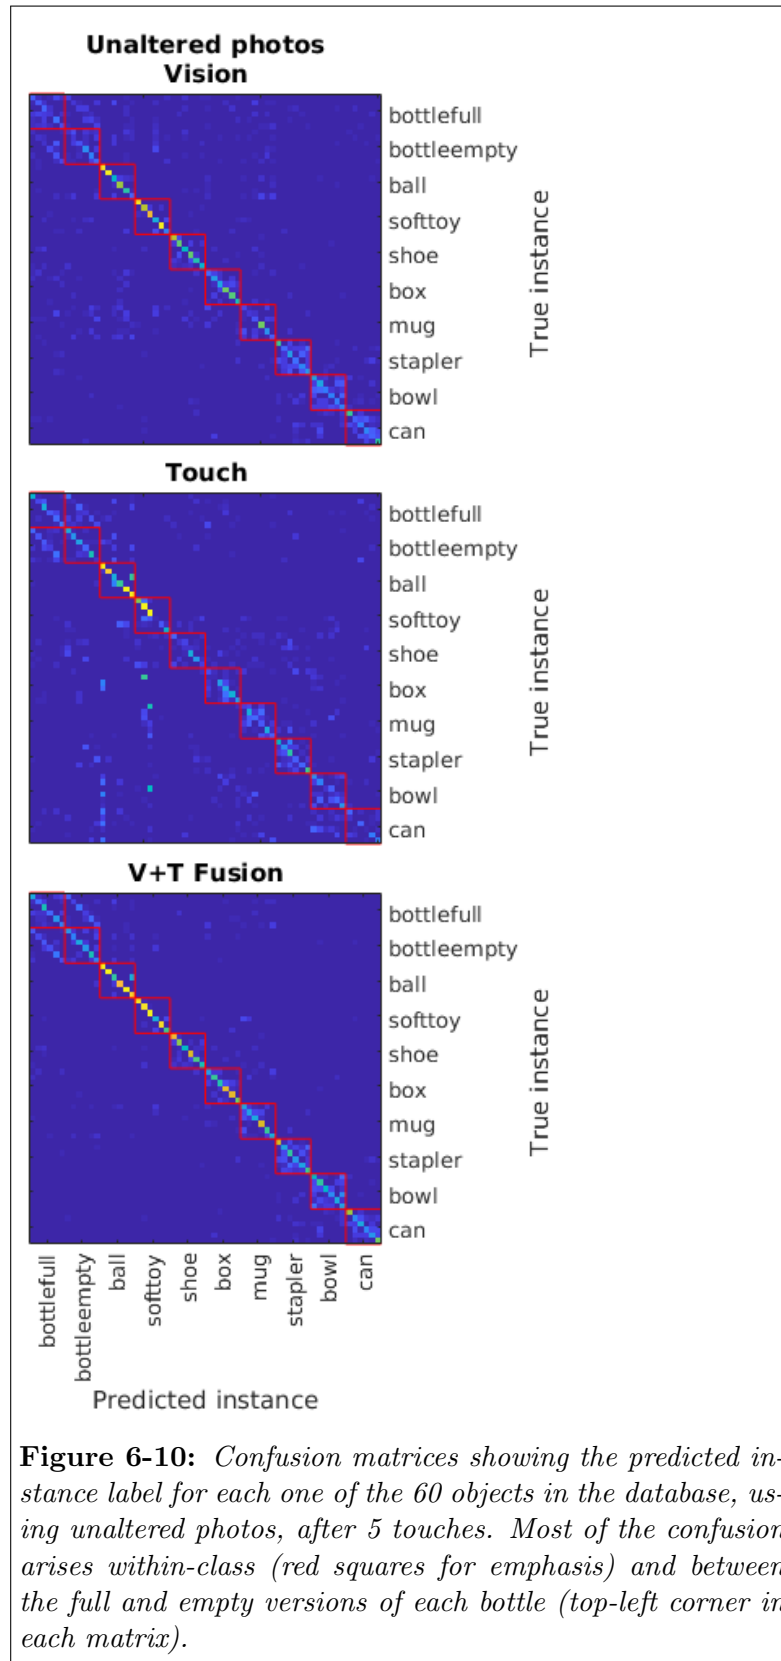 Unaltered photos
Vision
bottlefull
bottleempty
ball
softtoy
shoe
box
mug
stapler
bowl
can
True instance
Touch
bottlefull
bottleempty
ball
softtoy
shoe
box
mug
stapler
bowl
can
True instance
V+T Fusion
bottlefull
bottleempty
ball
softtoy
shoe
box
mug
stapler
bowl
can
True instance
bottlefull
bottleempty
ball
softtoy
shoe
box
mug
stapler
bowl
can
Predicted instance
Figure 6-10: Confusion matrices showing the predicted in-
stance label for each one of the 60 objects in the database, us-
ing unaltered photos, after 5 touches. Most of the confusion
arises within-class (red squares for emphasis) and between
the full and empty versions of each bottle (top-left corner in
each matrix).